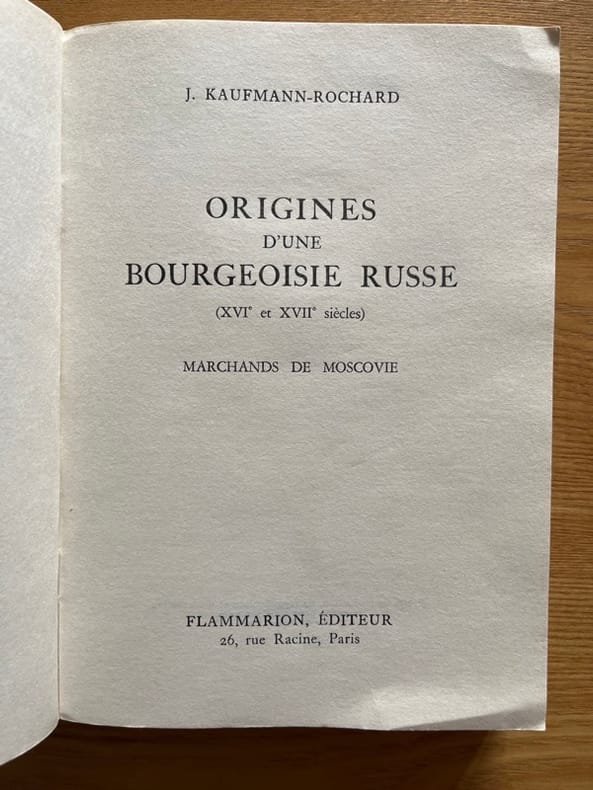 J. KAUFMANN-ROCHARD
ORIGINES
D'UNE
BOURGEOISIE RUSSE
(XVIᵉ et XVIIᵉ siècles)
MARCHANDS DE MOSCOVIE
FLAMMARION, ÉDITEUR
26, rue Racine, Paris